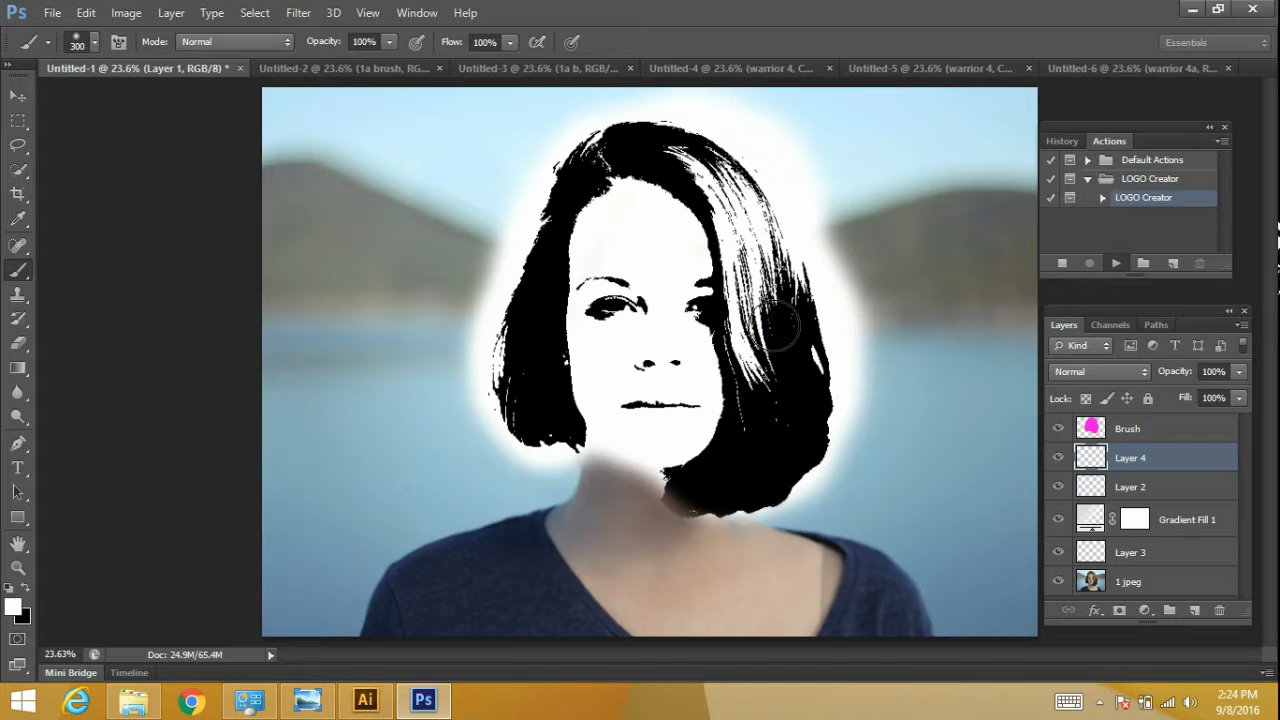 Ps File Edit Image Layer Type Select Filter 3D View Window Help
300 Mode: Normal Opacity: 100% Flow: 100% Essentials
Untitled-1 @ 23.6% (Layer 1, RGB/8) * × Untitled-2 @ 23.6% (1a brush, RG... × Untitled-3 @ 23.6% (1a b, RGB/... × Untitled-4 @ 23.6% (warrior 4, C... × Untitled-5 @ 23.6% (warrior 4, C... × Untitled-6 @ 23.6% (warrior 4a, R... ×
History Actions
Default Actions
LOGO Creator
LOGO Creator
Layers Channels Paths
Kind
Normal Opacity: 100%
Lock: Fill: 100%
Brush
Layer 4
Layer 2
Gradient Fill 1
Layer 3
1 jpeg
23.63% Doc: 24.9M/65.4M
Mini Bridge Timeline
Ai Ps
2:24 PM
9/8/2016